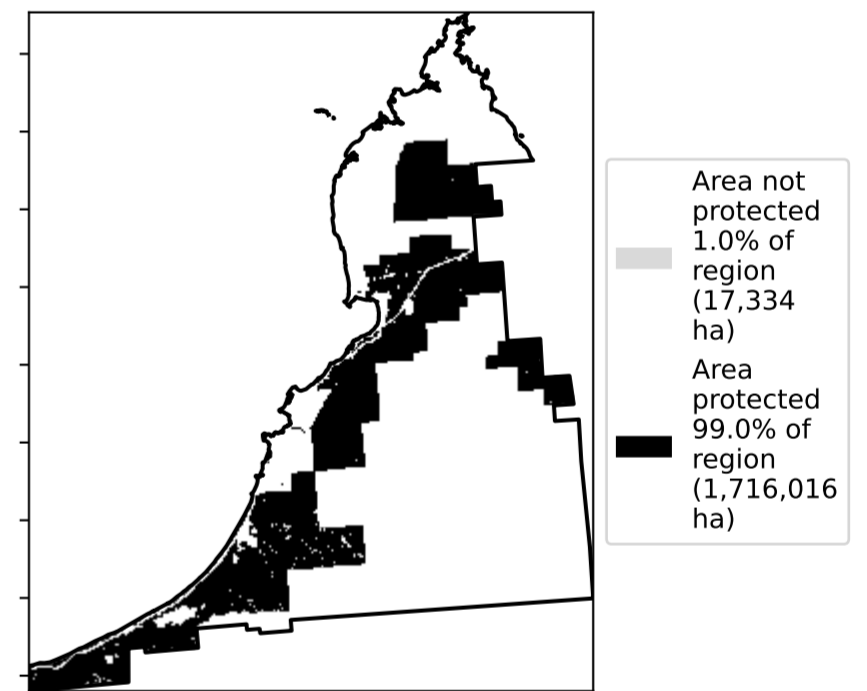 Area not
protected
1.0% of
region
(17,334
ha)
Area
protected
99.0% of
region
(1,716,016
ha)